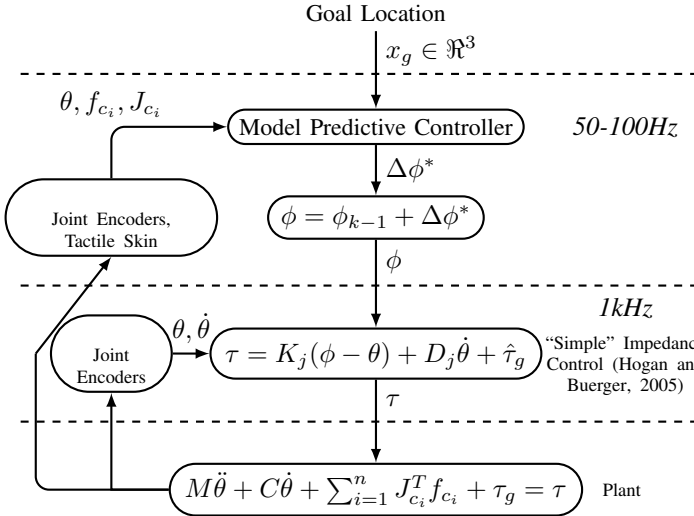 Goal Location
x_g ∈ ℜ^3
θ, f_{c_i}, J_{c_i}
Model Predictive Controller
50-100Hz
Δφ^*
Joint Encoders,
Tactile Skin
φ = φ_{k−1} + Δφ^*
φ
1kHz
θ, θ̇
Joint
Encoders
τ = K_j(φ − θ) + D_j θ̇ + τ̂_g
“Simple” Impedanc
Control (Hogan an
Buerger, 2005)
τ
Mθ̈ + Cθ̇ + ∑_{i=1}^{n} J_{c_i}^T f_{c_i} + τ_g = τ
Plant